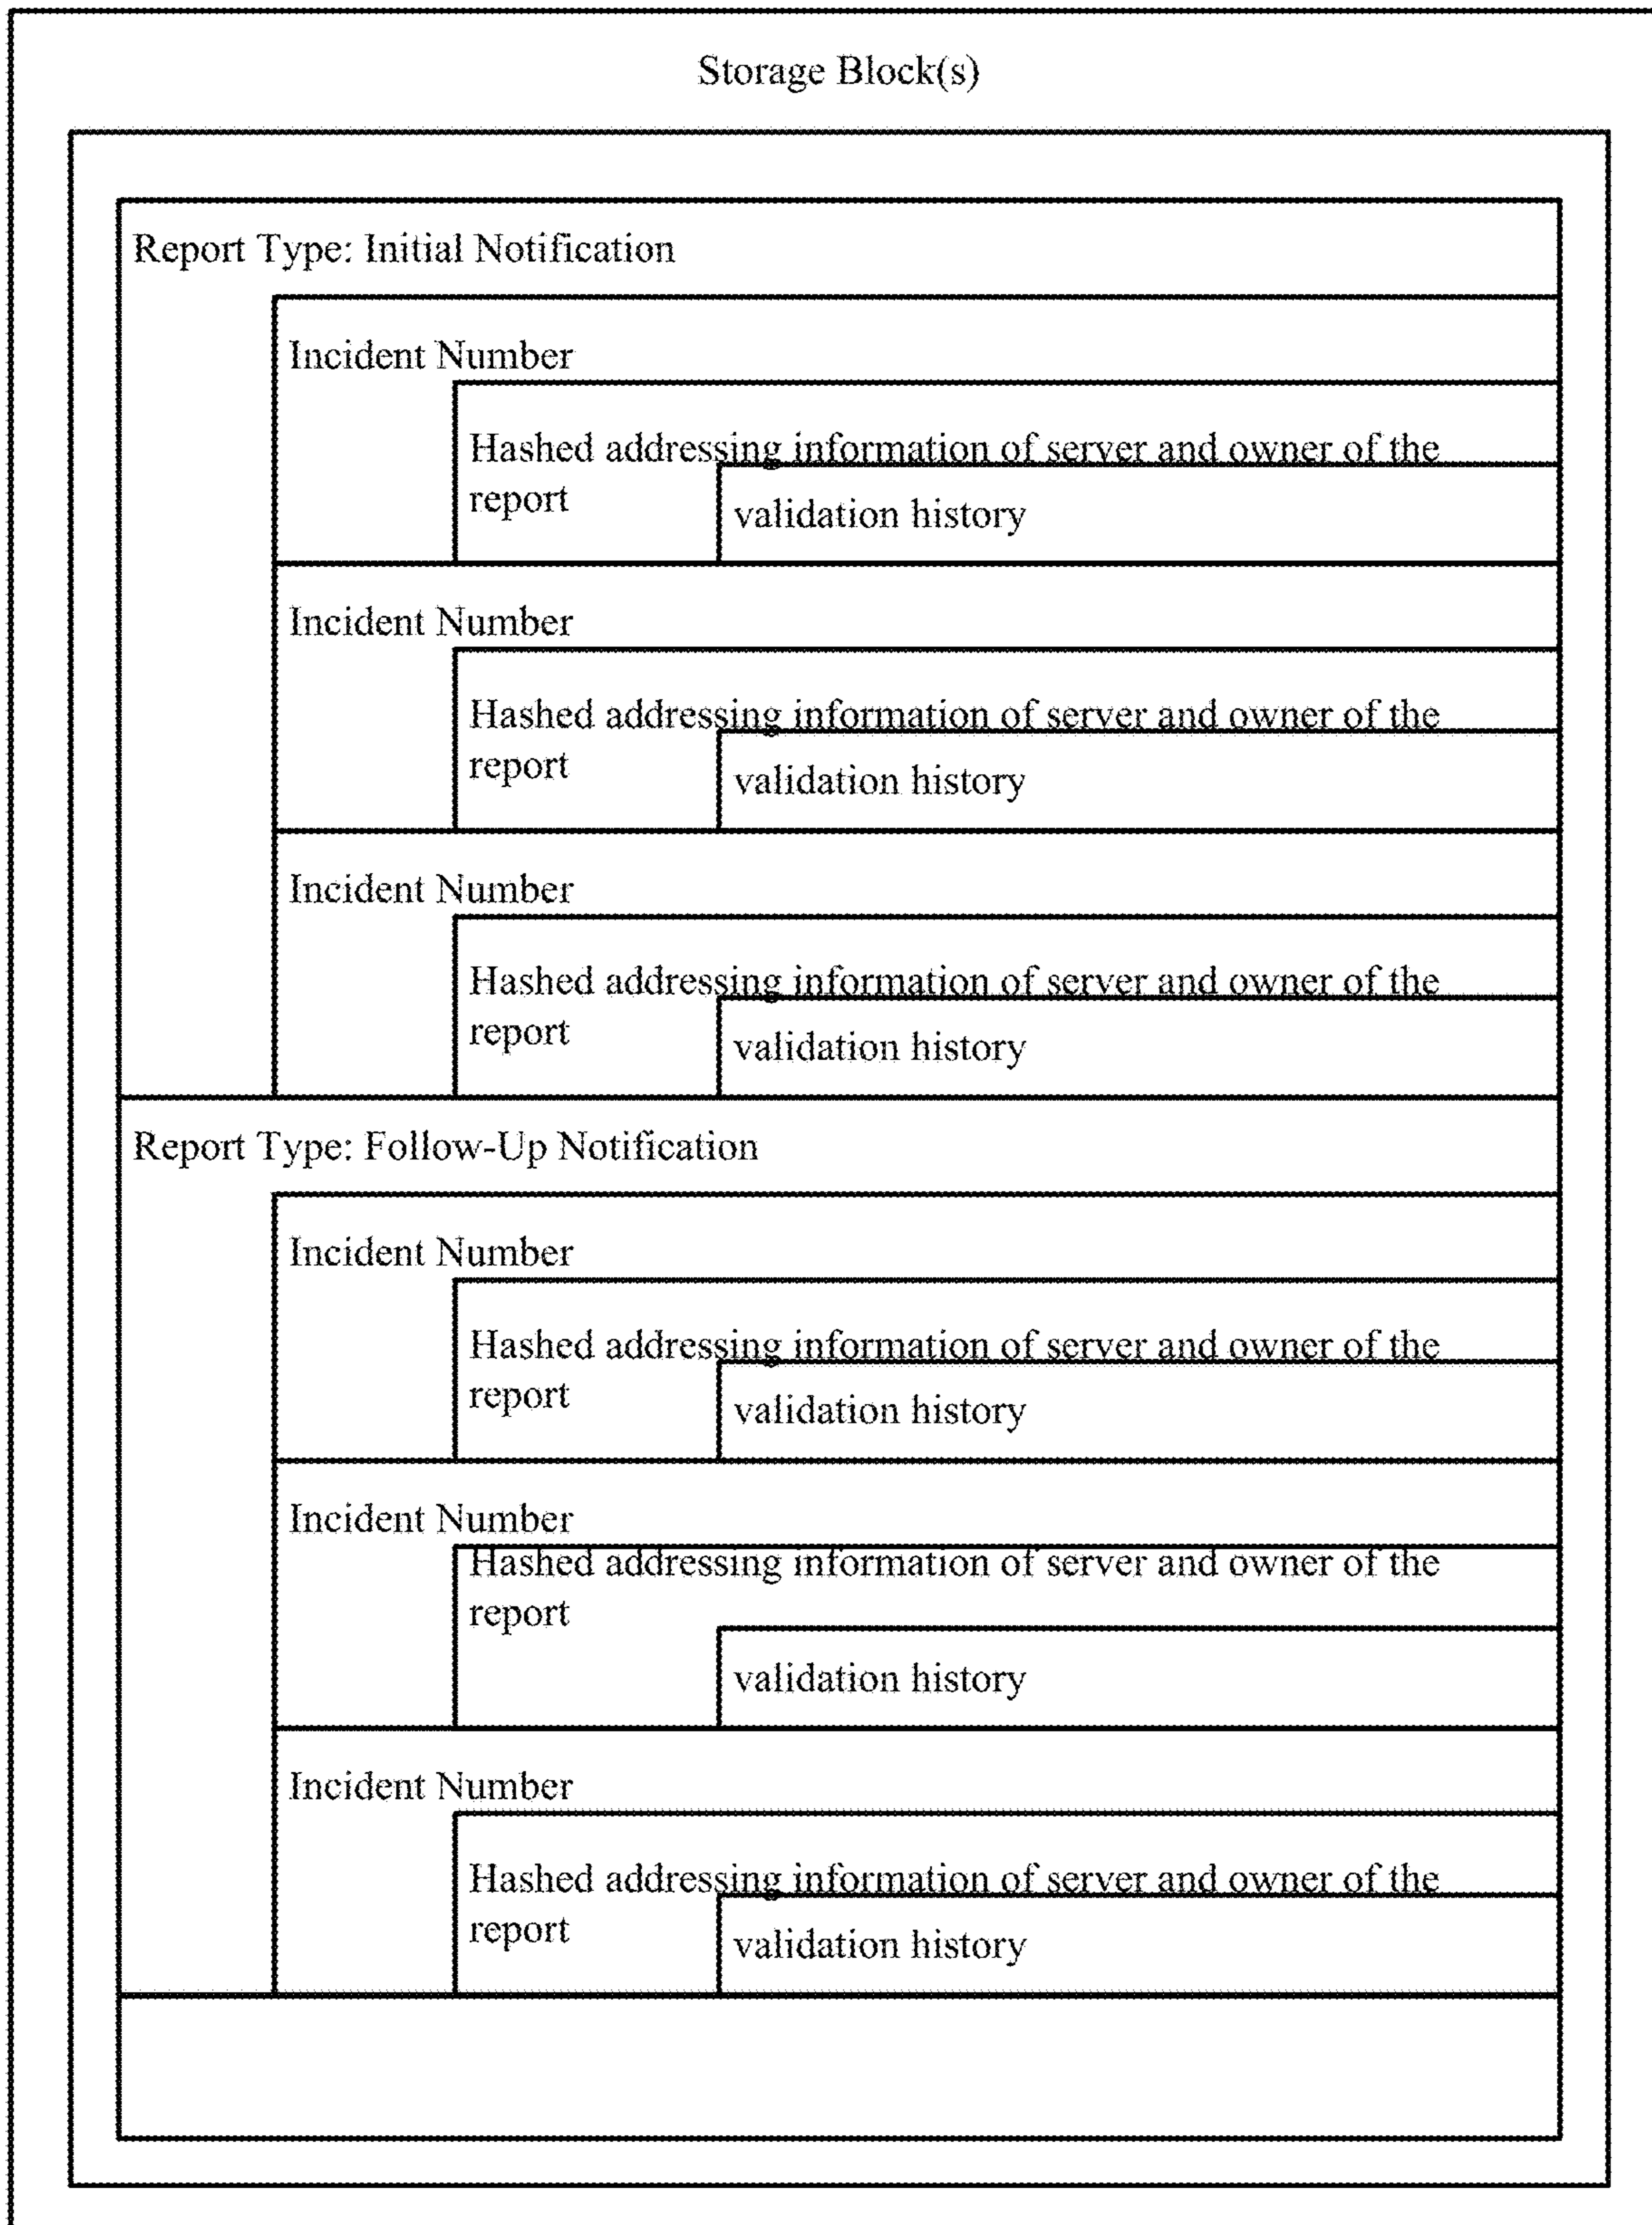 Storage Block(s)
Report Type: Initial Notification
Incident Number
Hashed addressing information of server and owner of the
report
validation history
Incident Number
Hashed addressing information of server and owner of the
report
validation history
Incident Number
Hashed addressing information of server and owner of the
report
validation history
Report Type: Follow-Up Notification
Incident Number
Hashed addressing information of server and owner of the
report
validation history
Incident Number
Hashed addressing information of server and owner of the
report
validation history
Incident Number
Hashed addressing information of server and owner of the
report
validation history